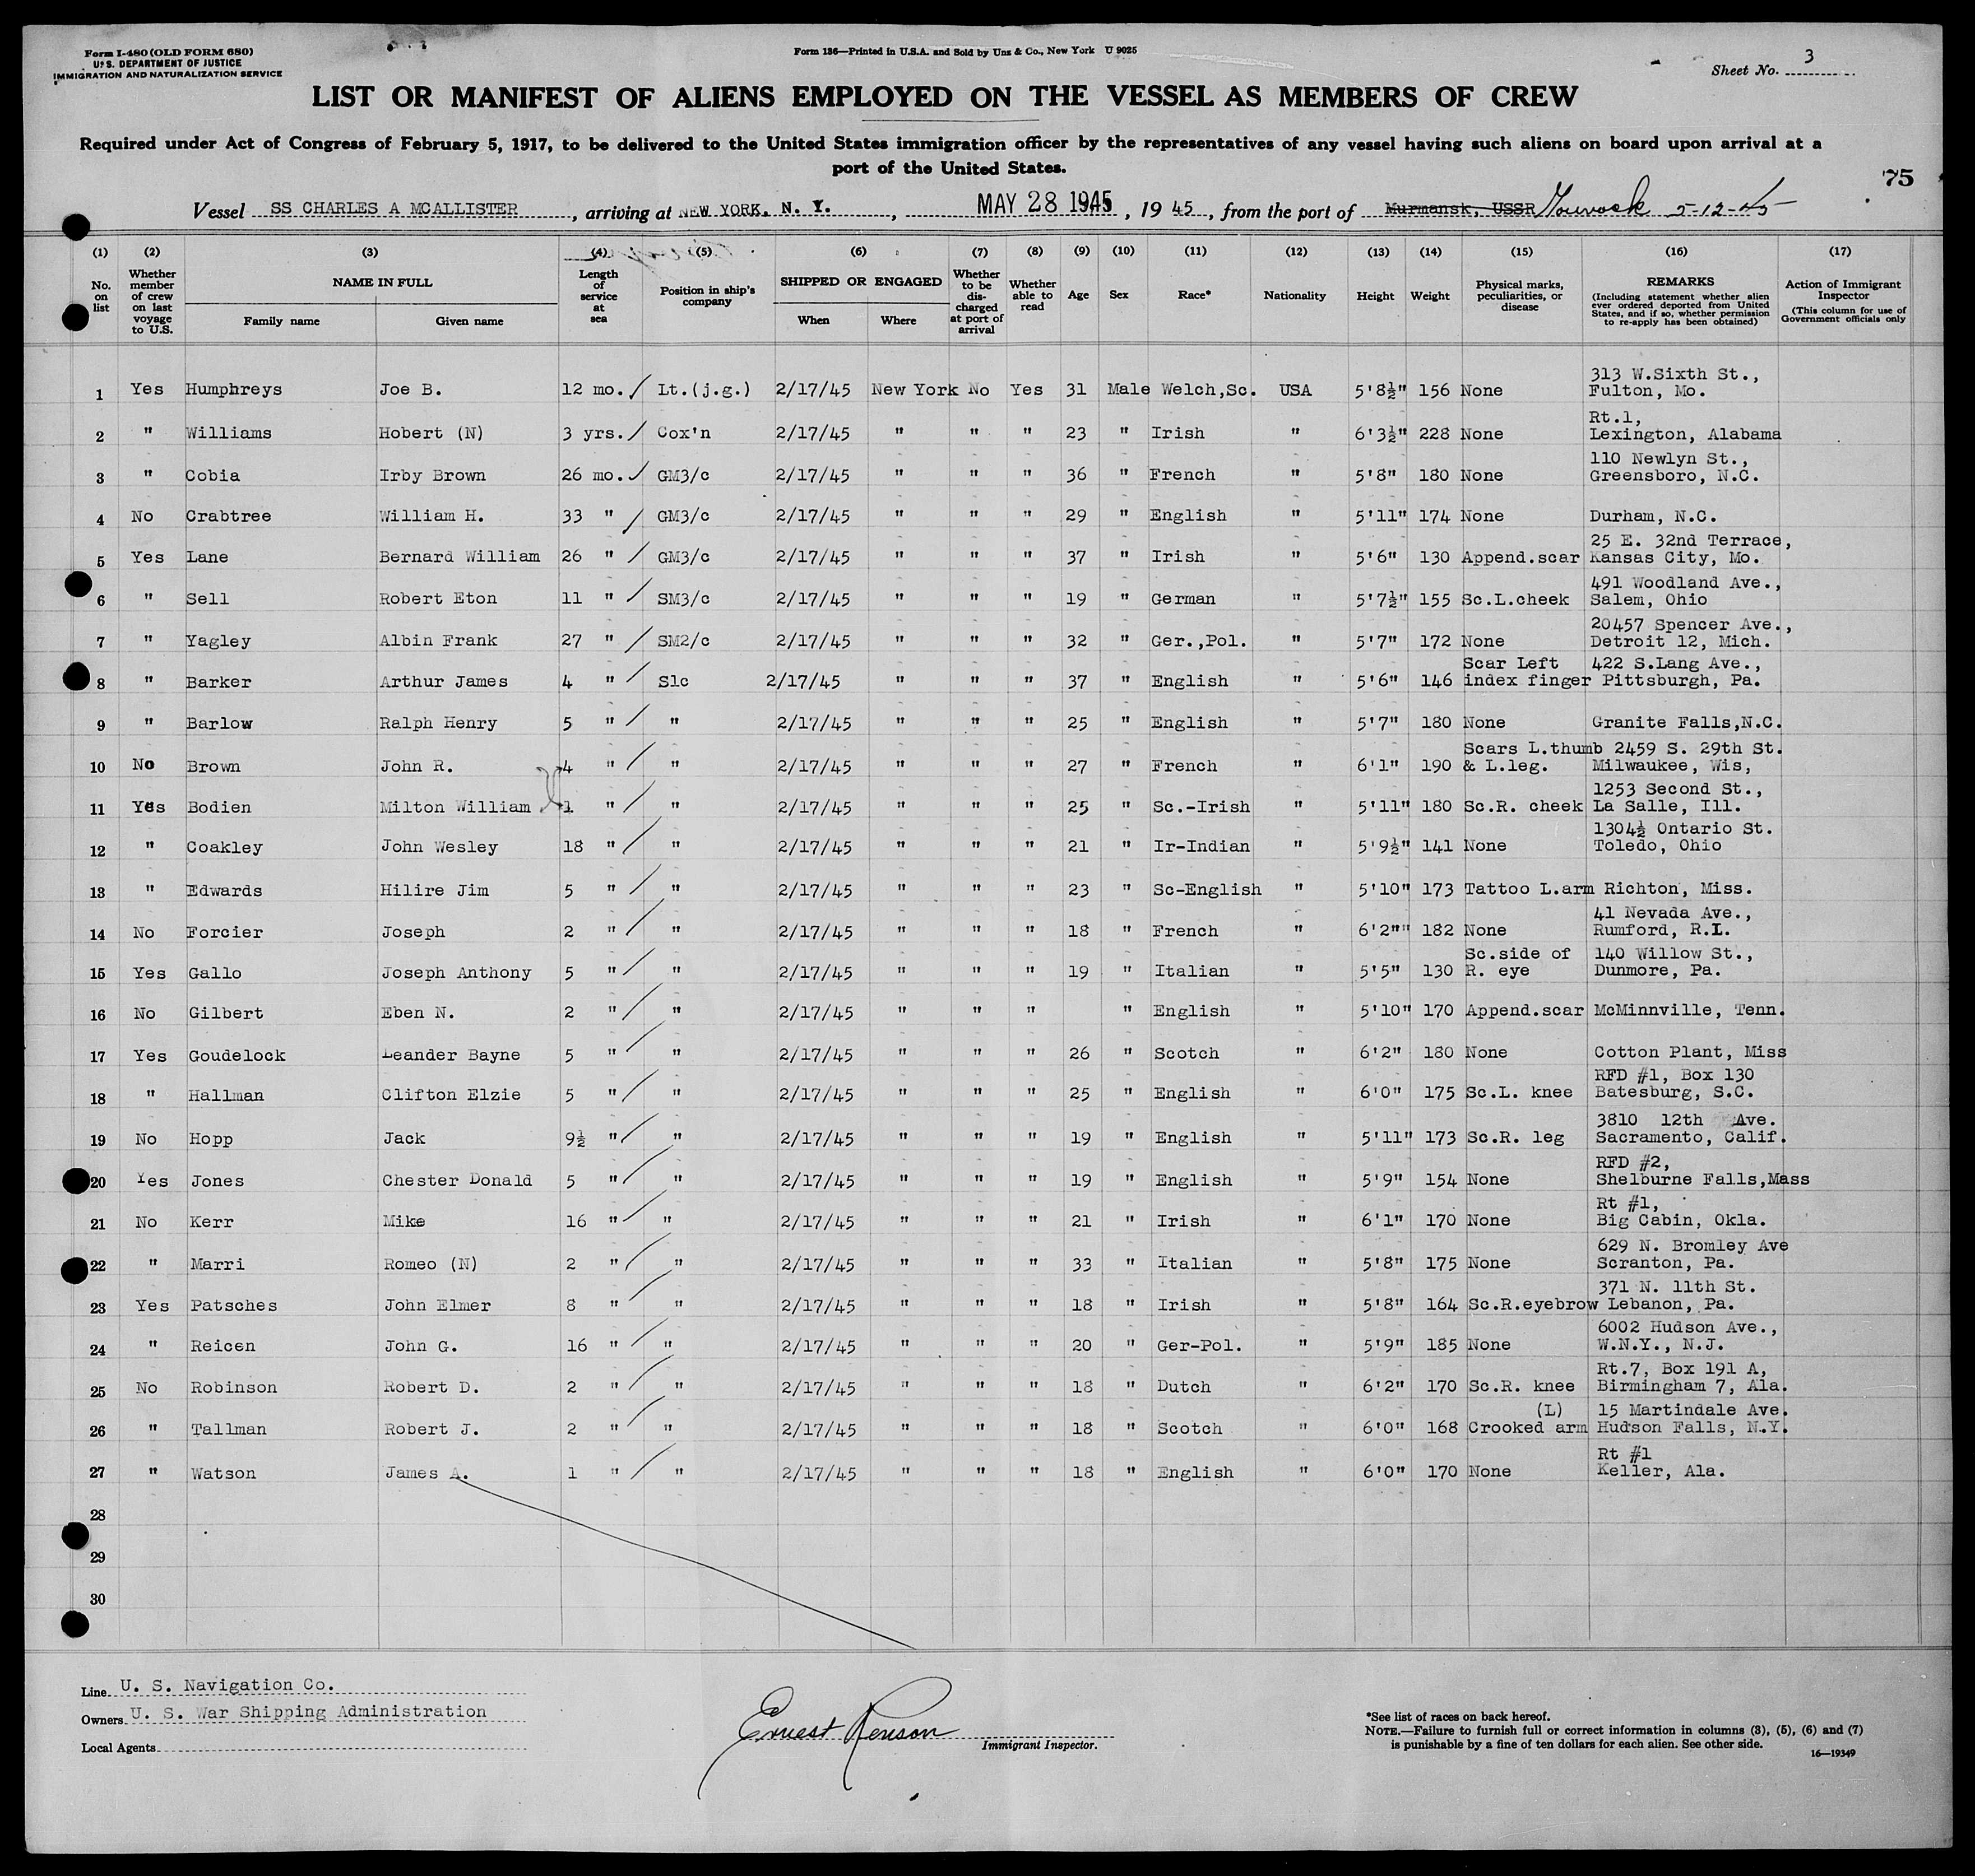 Form I-480 (OLD FORM 680)
U. S. DEPARTMENT OF JUSTICE
IMMIGRATION AND NATURALIZATION SERVICE
Form 136—Printed in U.S.A. and Sold by Unz & Co., New York U 9025
Sheet No. 3
LIST OR MANIFEST OF ALIENS EMPLOYED ON THE VESSEL AS MEMBERS OF CREW
Required under Act of Congress of February 5, 1917, to be delivered to the United States immigration officer by the representatives of any vessel having such aliens on board upon arrival at a
port of the United States.
75
Vessel SS CHARLES A MCALLISTER, arriving at NEW YORK, N. Y., MAY 28 1945, 19 45, from the port of Murmansk, USSR Gourock 5-12-45
(1) (2) (3) (4) (5) (6) (7) (8) (9) (10) (11) (12) (13) (14) (15) (16) (17)
No. on list
Whether member of crew on last voyage to U.S.
NAME IN FULL
Family name Given name
Length of service at sea
Position in ship's company
SHIPPED OR ENGAGED
When Where
Whether to be discharged at port of arrival
Whether able to read
Age
Sex
Race*
Nationality
Height
Weight
Physical marks, peculiarities, or disease
REMARKS
(Including statement whether alien ever ordered deported from United States, and if so, whether permission to re-apply has been obtained)
Action of Immigrant Inspector
(This column for use of Government officials only
1 Yes Humphreys Joe B. 12 mo. Lt.(j.g.) 2/17/45 New York No Yes 31 Male Welch,Sc. USA 5'8½" 156 None 313 W.Sixth St., Fulton, Mo.
2 " Williams Hobert (N) 3 yrs. Cox'n 2/17/45 " " " 23 " Irish " 6'3½" 228 None Rt.1, Lexington, Alabama
3 " Cobia Irby Brown 26 mo. GM3/c 2/17/45 " " " 36 " French " 5'8" 180 None 110 Newlyn St., Greensboro, N.C.
4 No Crabtree William H. 33 " GM3/c 2/17/45 " " " 29 " English " 5'11" 174 None Durham, N.C.
5 Yes Lane Bernard William 26 " GM3/c 2/17/45 " " " 37 " Irish " 5'6" 130 Append.scar 25 E. 32nd Terrace, Kansas City, Mo.
6 " Sell Robert Eton 11 " SM3/c 2/17/45 " " " 19 " German " 5'7½" 155 Sc.L.cheek 491 Woodland Ave., Salem, Ohio
7 " Yagley Albin Frank 27 " SM2/c 2/17/45 " " " 32 " Ger.,Pol. " 5'7" 172 None 20457 Spencer Ave., Detroit 12, Mich.
8 " Barker Arthur James 4 " S1c 2/17/45 " " " 37 " English " 5'6" 146 Scar Left index finger 422 S.Lang Ave., Pittsburgh, Pa.
9 " Barlow Ralph Henry 5 " " 2/17/45 " " " 25 " English " 5'7" 180 None Granite Falls,N.C.
10 No Brown John R. 4 " " 2/17/45 " " " 27 " French " 6'1" 190 Scars L.thumb & L.leg. 2459 S. 29th St. Milwaukee, Wis,
11 Yes Bodien Milton William 1 " " 2/17/45 " " " 25 " Sc.-Irish " 5'11" 180 Sc.R. cheek 1253 Second St., La Salle, Ill.
12 " Coakley John Wesley 18 " " 2/17/45 " " " 21 " Ir-Indian " 5'9½" 141 None 1304½ Ontario St. Toledo, Ohio
13 " Edwards Hilire Jim 5 " " 2/17/45 " " " 23 " Sc-English " 5'10" 173 Tattoo L.arm Richton, Miss.
14 No Forcier Joseph 2 " " 2/17/45 " " " 18 " French " 6'2"" 182 None 41 Nevada Ave., Rumford, R.I.
15 Yes Gallo Joseph Anthony 5 " " 2/17/45 " " " 19 " Italian " 5'5" 130 Sc.side of R. eye 140 Willow St., Dunmore, Pa.
16 No Gilbert Eben N. 2 " " 2/17/45 " " " " English " 5'10" 170 Append.scar McMinnville, Tenn.
17 Yes Goudelock Leander Bayne 5 " " 2/17/45 " " " 26 " Scotch " 6'2" 180 None Cotton Plant, Miss
18 " Hallman Clifton Elzie 5 " " 2/17/45 " " " 25 " English " 6'0" 175 Sc.L. knee RFD #1, Box 130 Batesburg, S.C.
19 No Hopp Jack 9½ " " 2/17/45 " " " 19 " English " 5'11" 173 Sc.R. leg 3810 12th Ave. Sacramento, Calif.
20 Yes Jones Chester Donald 5 " " 2/17/45 " " " 19 " English " 5'9" 154 None RFD #2, Shelburne Falls,Mass
21 No Kerr Mike 16 " " 2/17/45 " " " 21 " Irish " 6'1" 170 None Rt #1, Big Cabin, Okla.
22 " Marri Romeo (N) 2 " " 2/17/45 " " " 33 " Italian " 5'8" 175 None 629 N. Bromley Ave Scranton, Pa.
23 Yes Patsches John Elmer 8 " " 2/17/45 " " " 18 " Irish " 5'8" 164 Sc.R.eyebrow 371 N. 11th St. Lebanon, Pa.
24 " Reicen John G. 16 " " 2/17/45 " " " 20 " Ger-Pol. " 5'9" 185 None 6002 Hudson Ave., W.N.Y., N.J.
25 No Robinson Robert D. 2 " " 2/17/45 " " " 18 " Dutch " 6'2" 170 Sc.R. knee Rt.7, Box 191 A, Birmingham 7, Ala.
26 " Tallman Robert J. 2 " " 2/17/45 " " " 18 " Scotch " 6'0" 168 (L) Crooked arm 15 Martindale Ave. Hudson Falls, N.Y.
27 " Watson James A. 1 " " 2/17/45 " " " 18 " English " 6'0" 170 None Rt #1 Keller, Ala.
28
29
30
Line U. S. Navigation Co.
Owners U. S. War Shipping Administration
Local Agents
Ernest Renson
Immigrant Inspector.
*See list of races on back hereof.
NOTE.—Failure to furnish full or correct information in columns (3), (5), (6) and (7)
is punishable by a fine of ten dollars for each alien. See other side.
16—19349